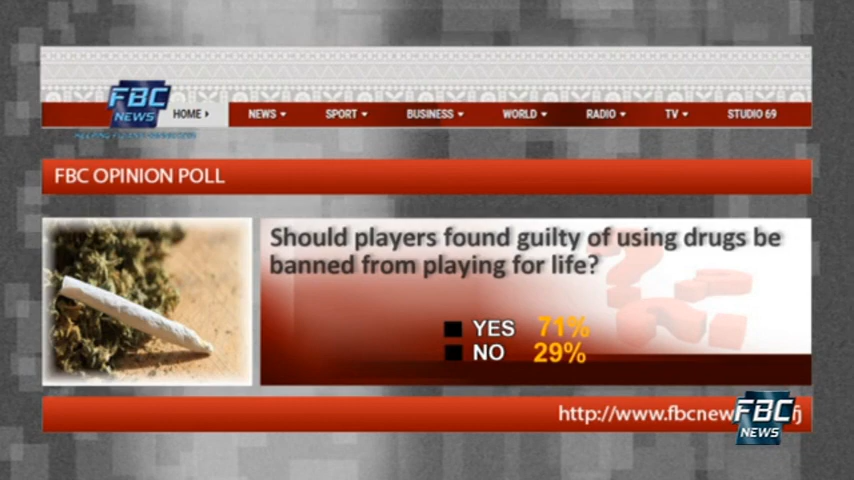 FBC
NEWS
HOME NEWS SPORT BUSINESS WORLD RADIO TV STUDIO 69
FBC OPINION POLL
Should players found guilty of using drugs be
banned from playing for life?
YES 71%
NO 29%
http://www.fbcnew
FBC
NEWS